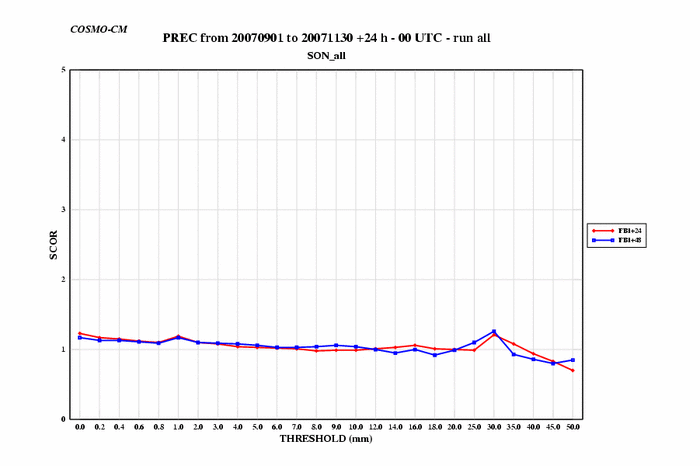 COSMO-CM
PREC from 20070901 to 20071130 +24 h - 00 UTC - run all
SON_all
5
4
3
2
1
0
SCOR
0.0 0.2 0.4 0.6 0.8 1.0 2.0 3.0 4.0 5.0 6.0 7.0 8.0 9.0 10.0 12.0 14.0 16.0 18.0 20.0 25.0 30.0 35.0 40.0 45.0 50.0
THRESHOLD (mm)
FBI+24
FBI+48